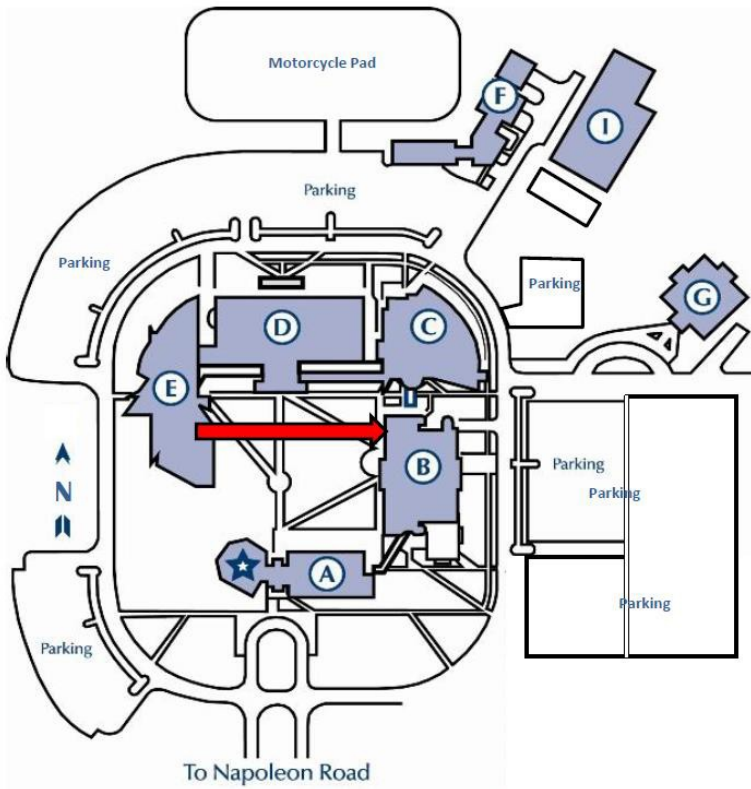 Motorcycle Pad
F
I
Parking
Parking
Parking
G
D
C
E
B
N
Parking
Parking
A
Parking
Parking
To Napoleon Road